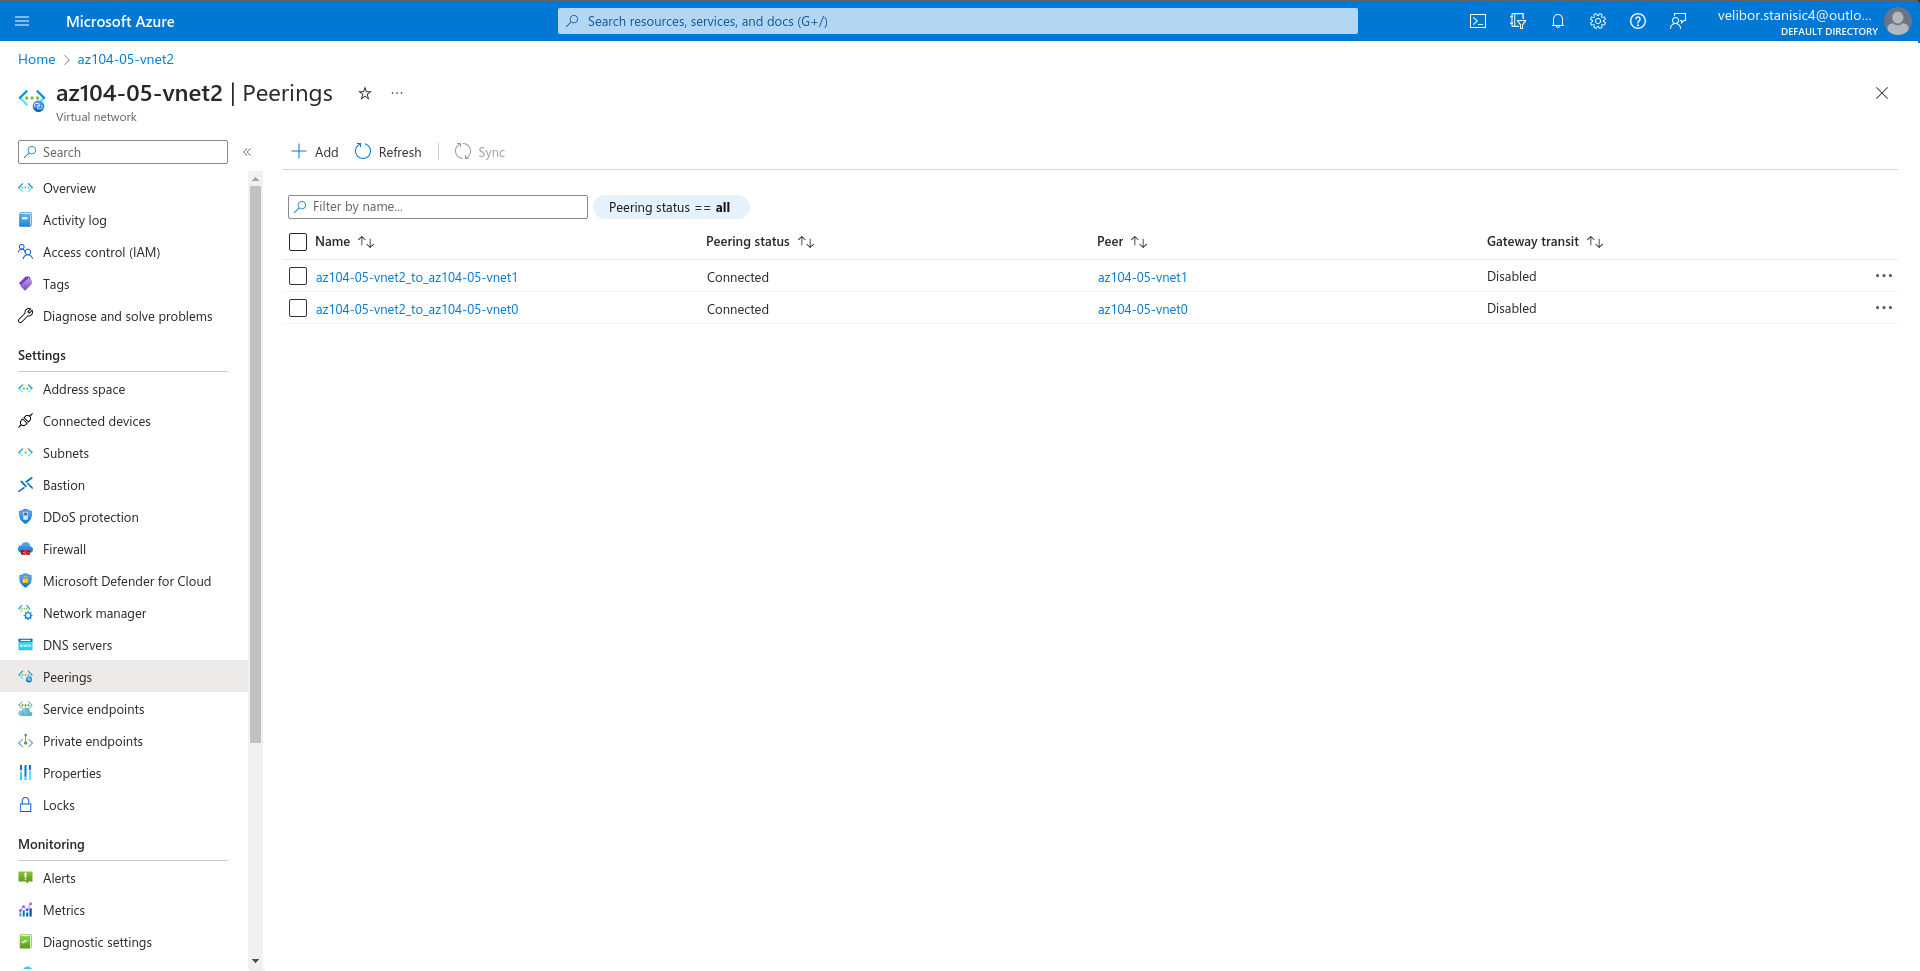 Microsoft Azure
Search resources, services, and docs (G+/)
velibor.stanisic4@outlo...
DEFAULT DIRECTORY
Home > az104-05-vnet2
az104-05-vnet2 | Peerings
Virtual network
Search
Add
Refresh
Sync
Overview
Activity log
Access control (IAM)
Tags
Diagnose and solve problems
Settings
Address space
Connected devices
Subnets
Bastion
DDoS protection
Firewall
Microsoft Defender for Cloud
Network manager
DNS servers
Peerings
Service endpoints
Private endpoints
Properties
Locks
Monitoring
Alerts
Metrics
Diagnostic settings
Filter by name...
Peering status == all
Name Peering status Peer Gateway transit
az104-05-vnet2_to_az104-05-vnet1 Connected az104-05-vnet1 Disabled
az104-05-vnet2_to_az104-05-vnet0 Connected az104-05-vnet0 Disabled